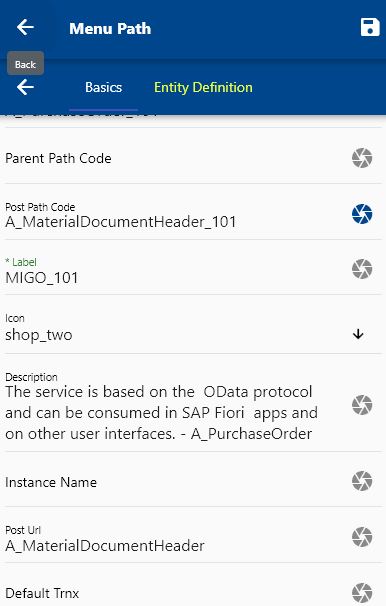 Menu Path
Back
Basics
Entity Definition
Parent Path Code
Post Path Code
A_MaterialDocumentHeader_101
* Label
MIGO_101
Icon
shop_two
Description
The service is based on the  OData protocol
and can be consumed in SAP Fiori  apps and
on other user interfaces. - A_PurchaseOrder
Instance Name
Post Url
A_MaterialDocumentHeader
Default Trnx